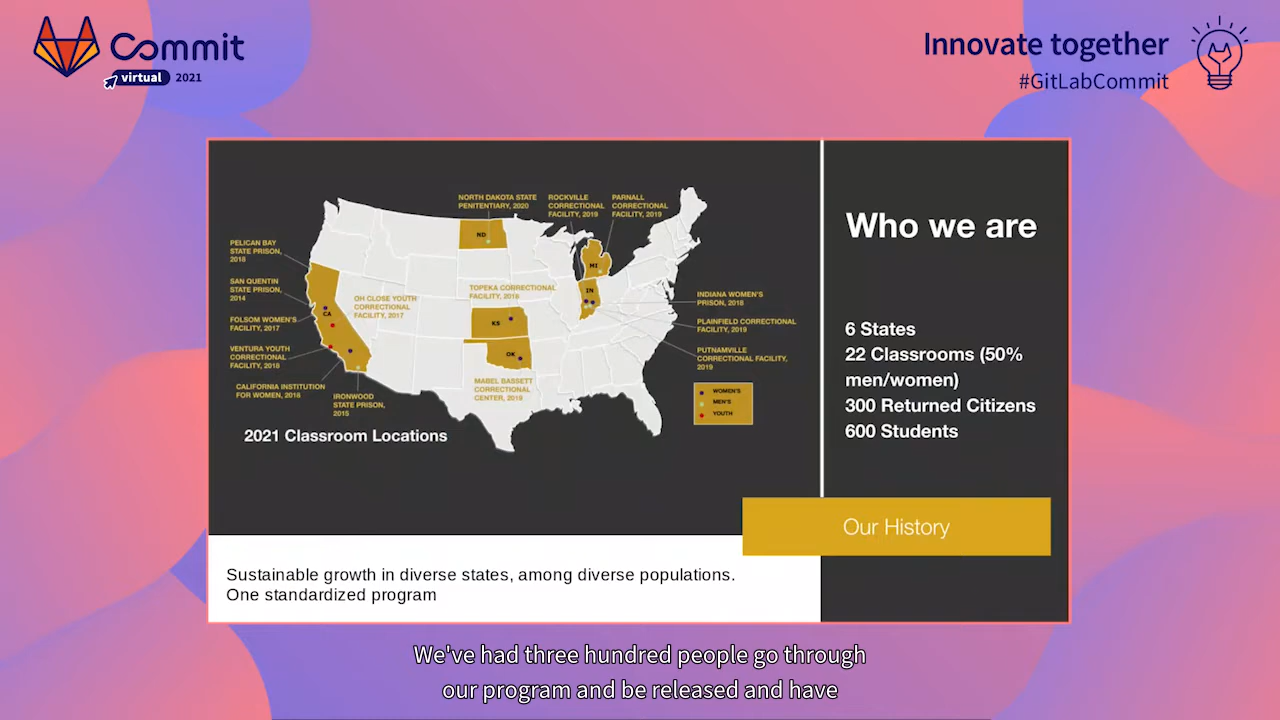 Commit
virtual 2021
Innovate together
#GitLabCommit
NORTH DAKOTA STATE
PENITENTIARY, 2020
ROCKVILLE
CORRECTIONAL
FACILITY, 2019
PARNALL
CORRECTIONAL
FACILITY, 2019
PELICAN BAY
STATE PRISON,
2018
SAN QUENTIN
STATE PRISON,
2014
FOLSOM WOMEN'S
FACILITY, 2017
VENTURA YOUTH
CORRECTIONAL
FACILITY, 2018
CALIFORNIA INSTITUTION
FOR WOMEN, 2016
IRONWOOD
STATE PRISON,
2015
OH CLOSE YOUTH
CORRECTIONAL
FACILITY, 2017
TOPEKA CORRECTIONAL
FACILITY, 2018
MABEL BASSETT
CORRECTIONAL
CENTER, 2019
INDIANA WOMEN'S
PRISON, 2018
PLAINFIELD CORRECTIONAL
FACILITY, 2019
PUTNAMVILLE
CORRECTIONAL FACILITY,
2019
ND
MI
IN
CA
KS
OK
WOMEN'S
MEN'S
YOUTH
2021 Classroom Locations
Who we are
6 States
22 Classrooms (50%
men/women)
300 Returned Citizens
600 Students
Our History
Sustainable growth in diverse states, among diverse populations.
One standardized program
We've had three hundred people go through
our program and be released and have